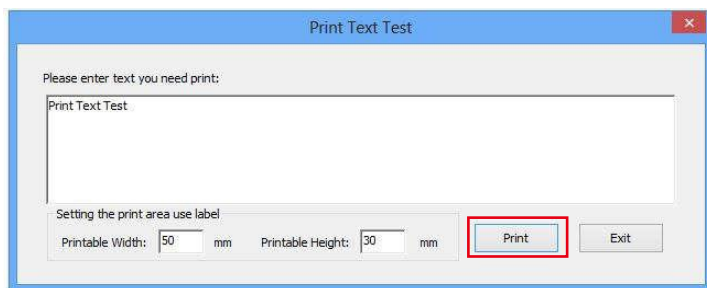 Print Text Test
Please enter text you need print:
Print Text Test
Setting the print area use label
Printable Width: 50 mm Printable Height: 30 mm Print Exit